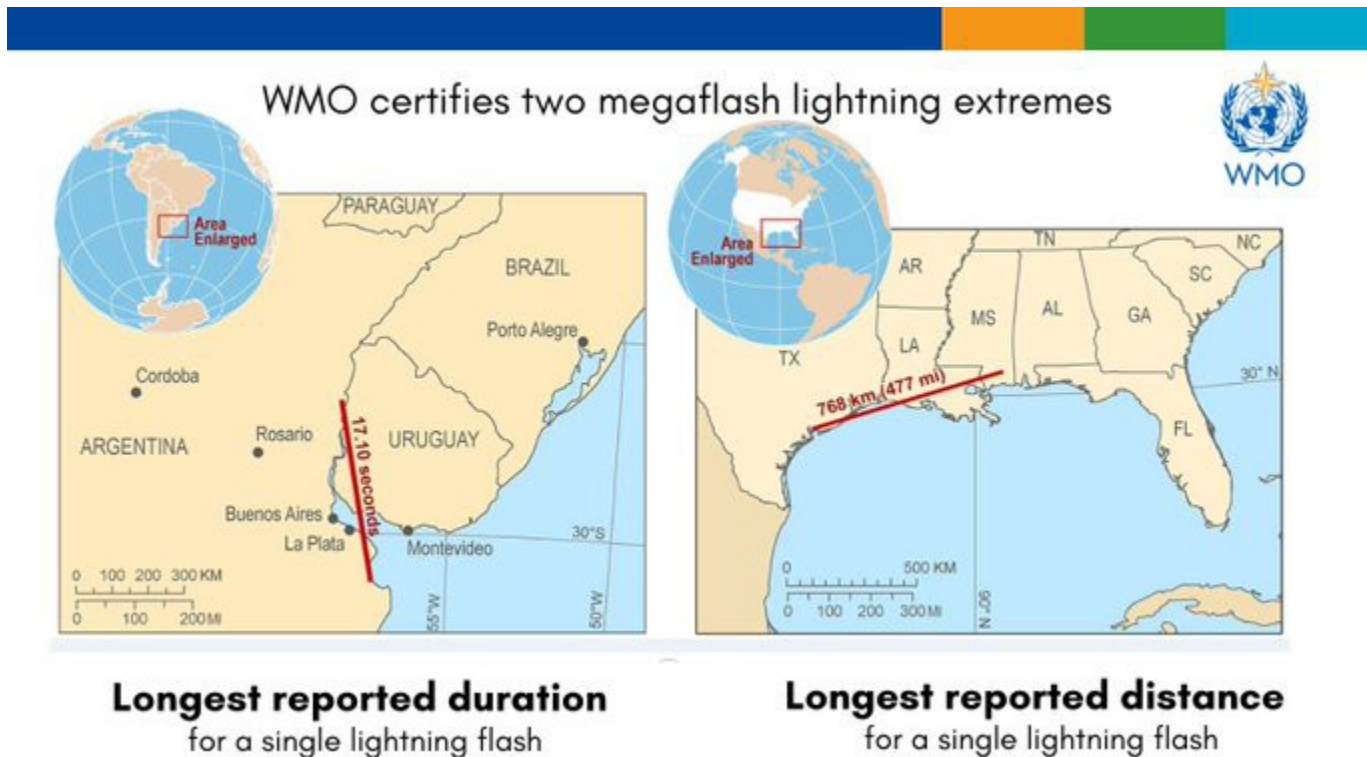 WMO certifies two megaflash lightning extremes
WMO
Area
Enlarged
PARAGUAY
BRAZIL
Porto Alegre
Cordoba
ARGENTINA
Rosario
URUGUAY
17.10 seconds
Buenos Aires
La Plata
Montevideo
30°S
55°W
50°W
0 100 200 300 KM
0 100 200 MI
Area
Enlarged
TN
NC
AR
SC
MS
AL
GA
LA
TX
768 km (477 mi)
30° N
FL
90° N
0 500 KM
0 100 200 300 MI
Longest reported duration
for a single lightning flash
Longest reported distance
for a single lightning flash